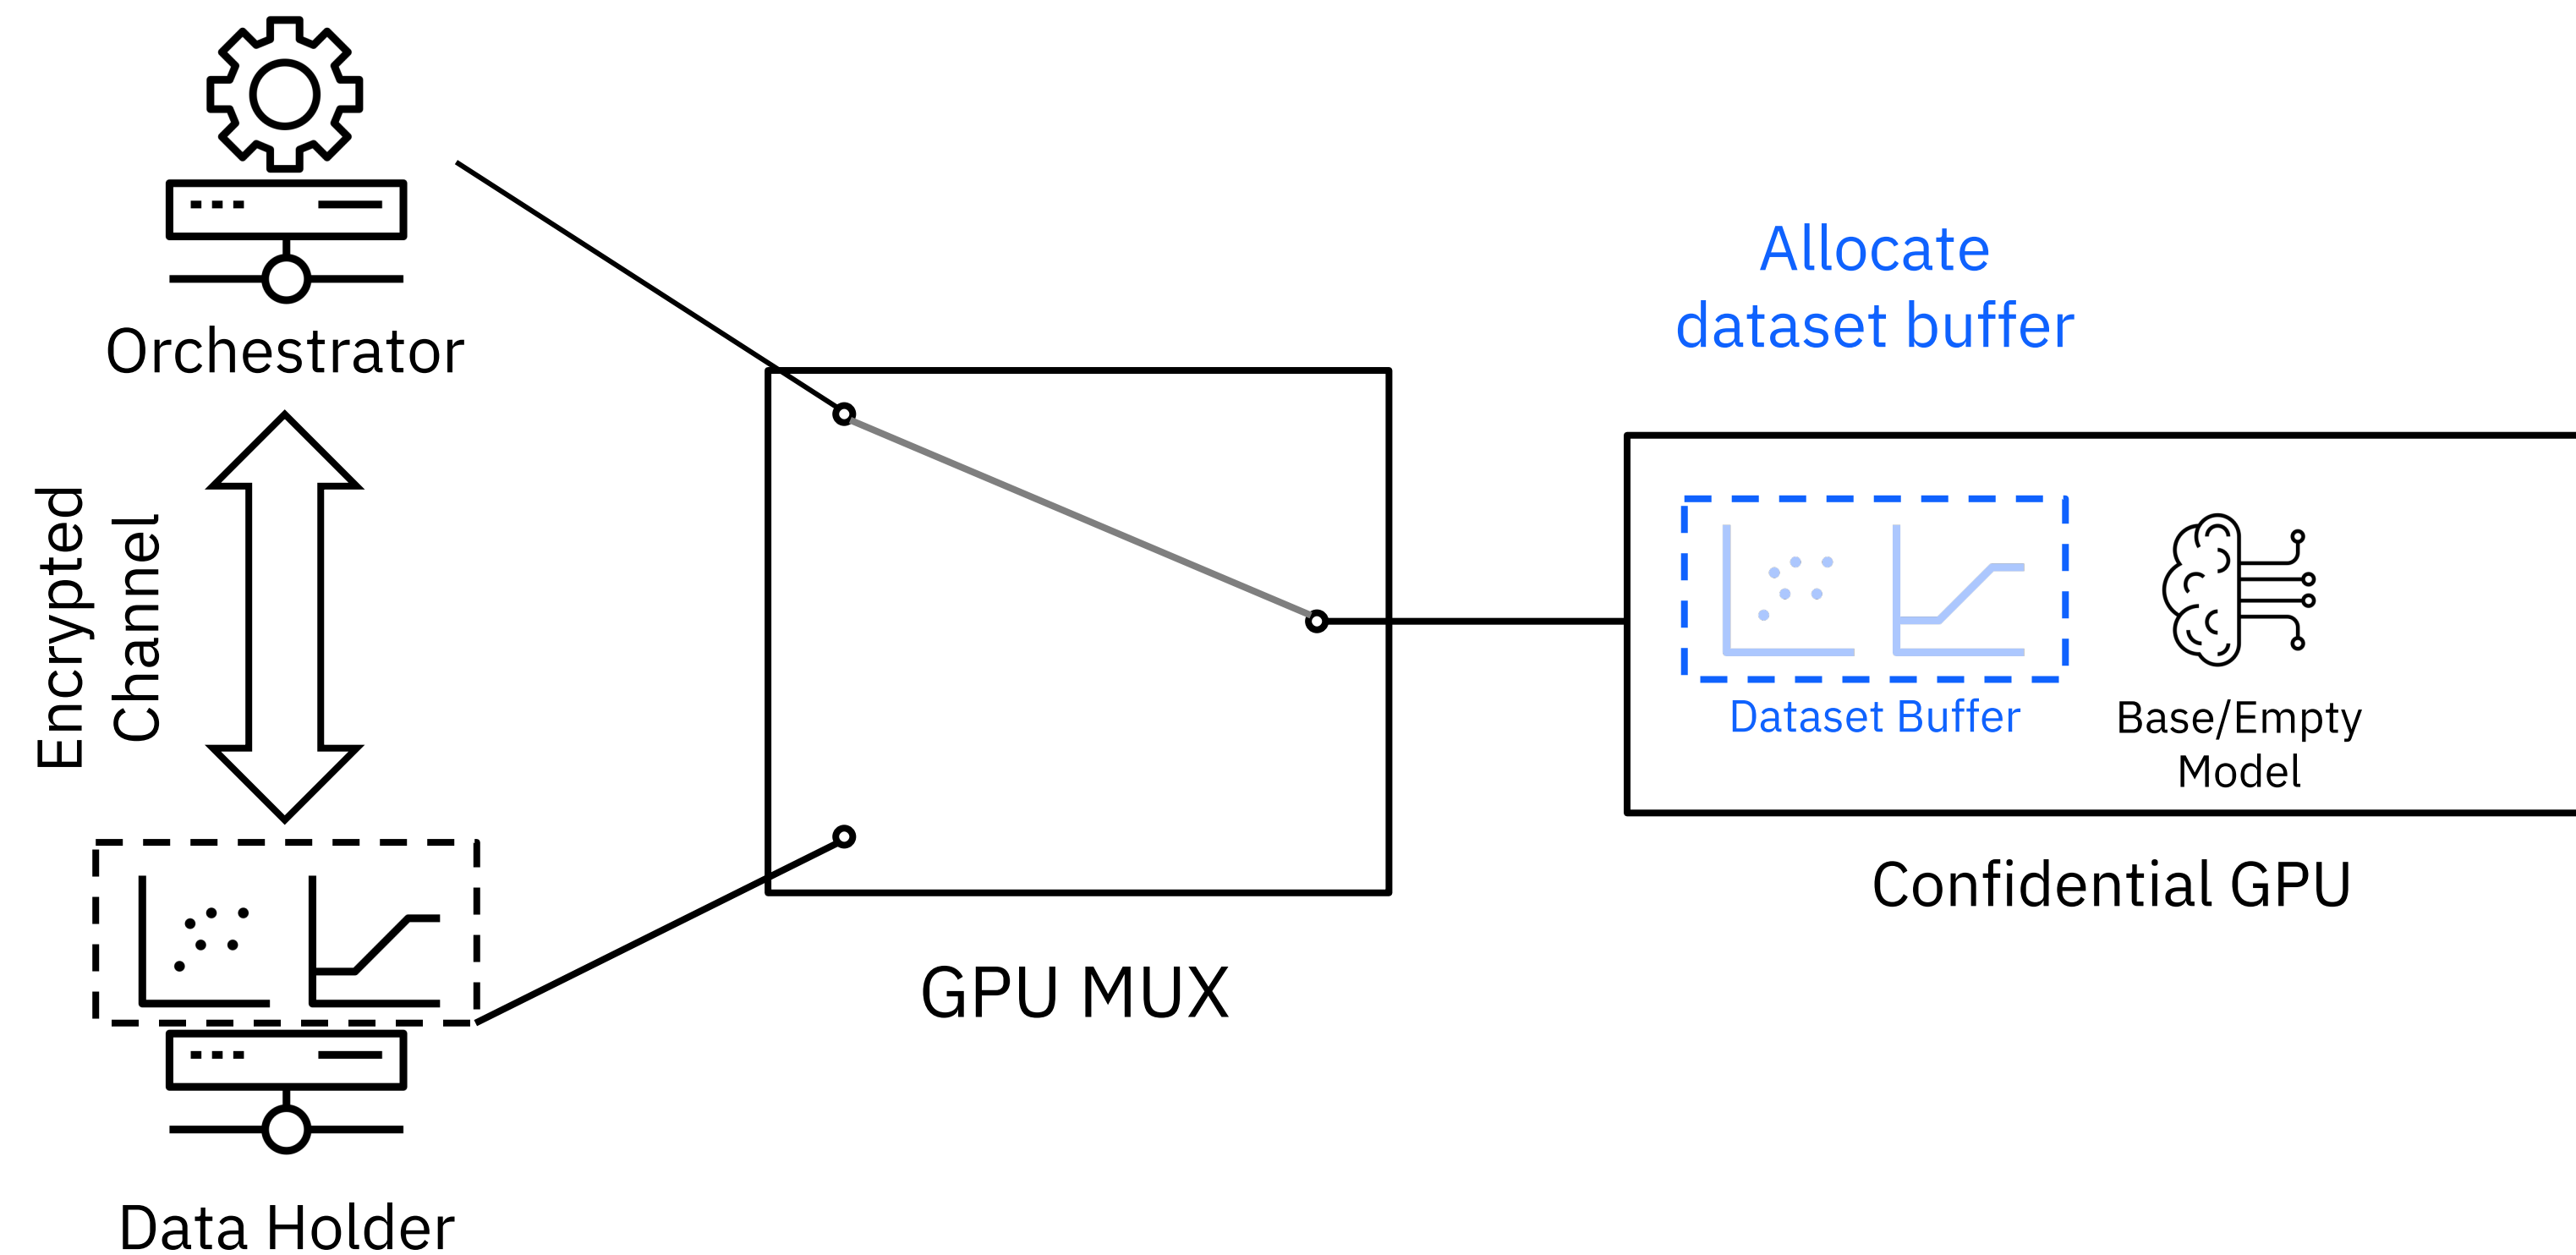 Orchestrator
Encrypted
Channel
Data Holder
GPU MUX
Allocate
dataset buffer
Dataset Buffer
Base/Empty
Model
Confidential GPU